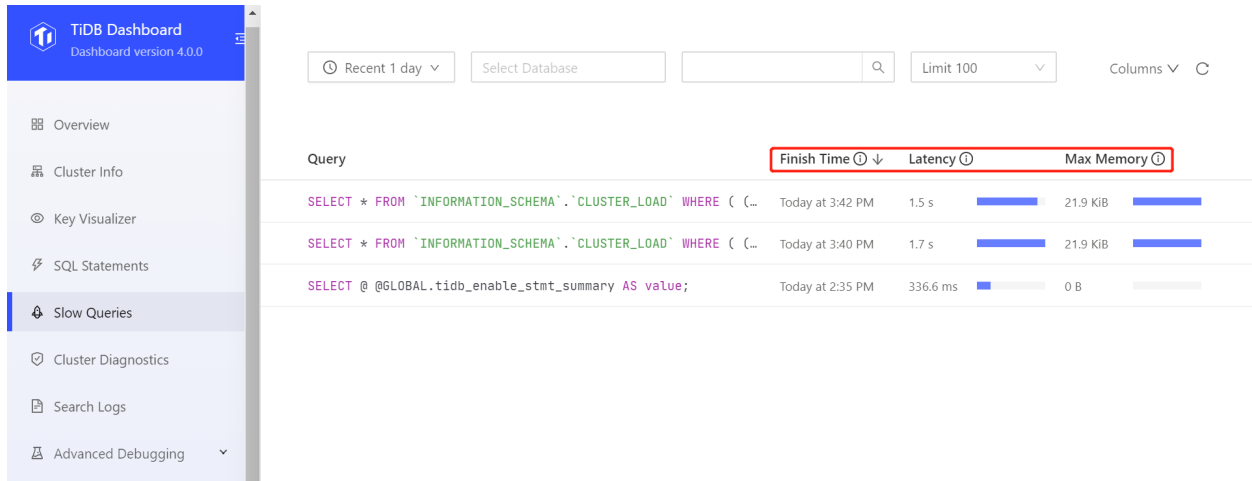 TiDB Dashboard
Dashboard version 4.0.0
Overview
Cluster Info
Key Visualizer
SQL Statements
Slow Queries
Cluster Diagnostics
Search Logs
Advanced Debugging
Recent 1 day Select Database Limit 100 Columns
Query Finish Time Latency Max Memory
SELECT * FROM `INFORMATION_SCHEMA`.`CLUSTER_LOAD` WHERE ( (… Today at 3:42 PM 1.5 s 21.9 KiB
SELECT * FROM `INFORMATION_SCHEMA`.`CLUSTER_LOAD` WHERE ( (… Today at 3:40 PM 1.7 s 21.9 KiB
SELECT @ @GLOBAL.tidb_enable_stmt_summary AS value; Today at 2:35 PM 336.6 ms 0 B